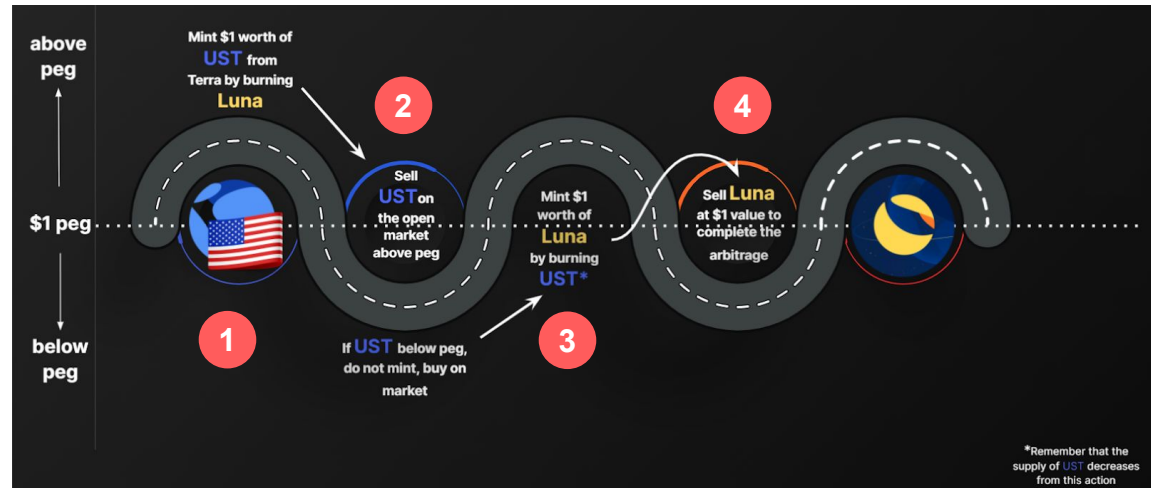 above
peg
$1 peg
below
peg
Mint $1 worth of
UST from
Terra by burning
Luna
1
2
Sell
UST on
the open
market
above peg
If UST below peg,
do not mint, buy on
market
Mint $1
worth of
Luna
by burning
UST*
3
4
Sell Luna
at $1 value to
complete the
arbitrage
*Remember that the
supply of UST decreases
from this action